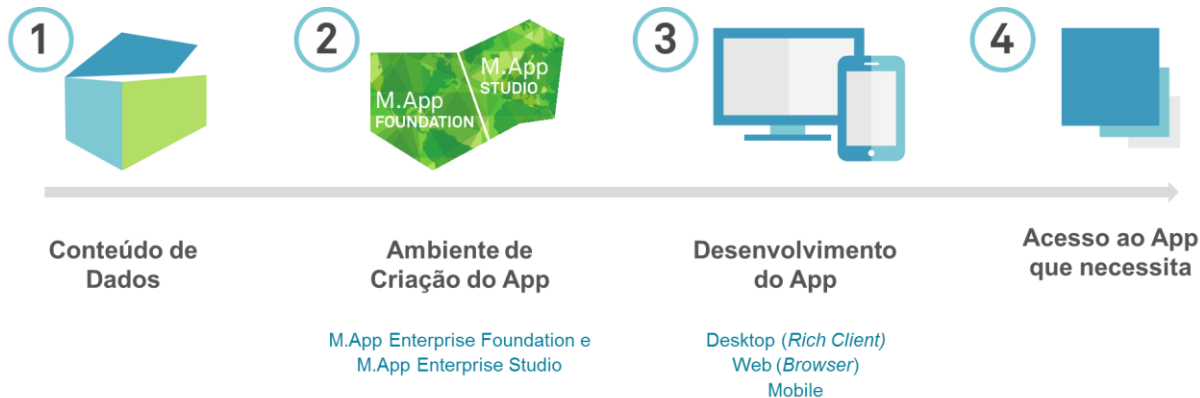 1
2
3
4
M.App
FOUNDATION
M.App
STUDIO
Conteúdo de
Dados
Ambiente de
Criação do App
Desenvolvimento
do App
Acesso ao App
que necessita
M.App Enterprise Foundation e
M.App Enterprise Studio
Desktop (Rich Client)
Web (Browser)
Mobile